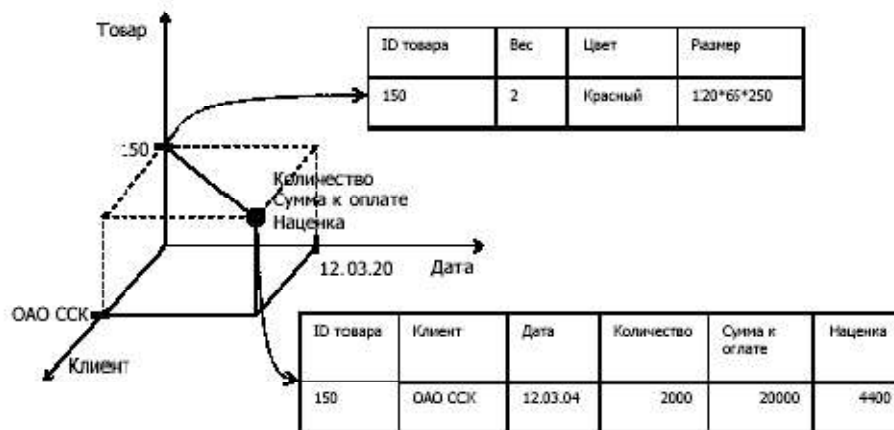 Товар
ID товара Вес Цвет Размер
150 2 Красный 120*65*250
150
Количество
Сумма к оплате
Наценка
12.03.20 Дата
ОАО ССК
Клиент
ID товара Клиент Дата Количество Сумма к оплате Наценка
150 ОАО ССК 12.03.04 2000 20000 4400